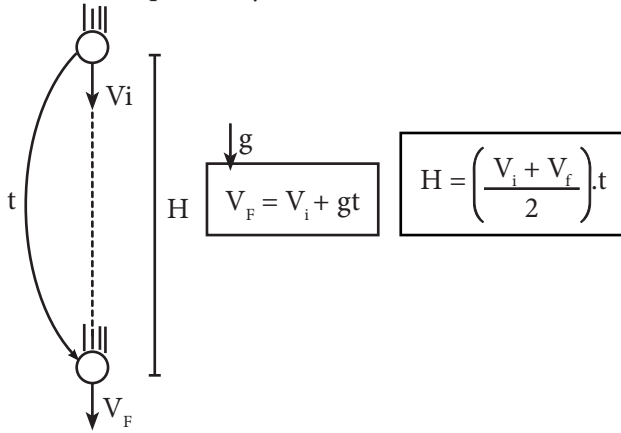 Vi
t
H
g
V_F = V_i + gt
H = ( (V_i + V_f) / 2 ).t
V_F